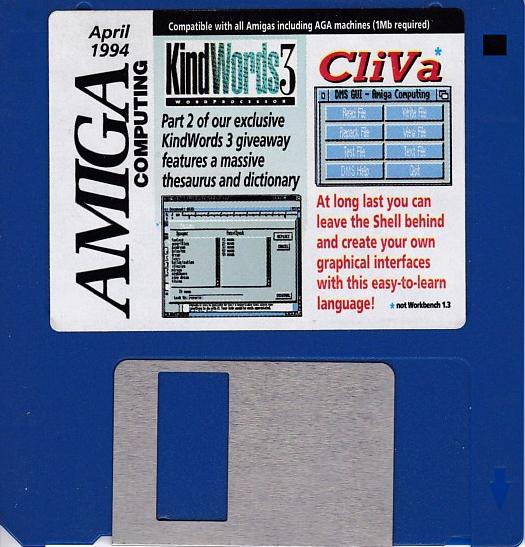 April
1994
AMIGA
COMPUTING
Compatible with all Amigas including AGA machines (1Mb required)
KindWords3
WORDPROCESSOR
Part 2 of our exclusive
KindWords 3 giveaway
features a massive
thesaurus and dictionary
CliVa*
DMS GUI - Amiga Computing
Read File
Write File
Repack File
View File
Test File
Text File
DMS Help
Quit
At long last you can
leave the Shell behind
and create your own
graphical interfaces
with this easy-to-learn
language!
*not Workbench 1.3